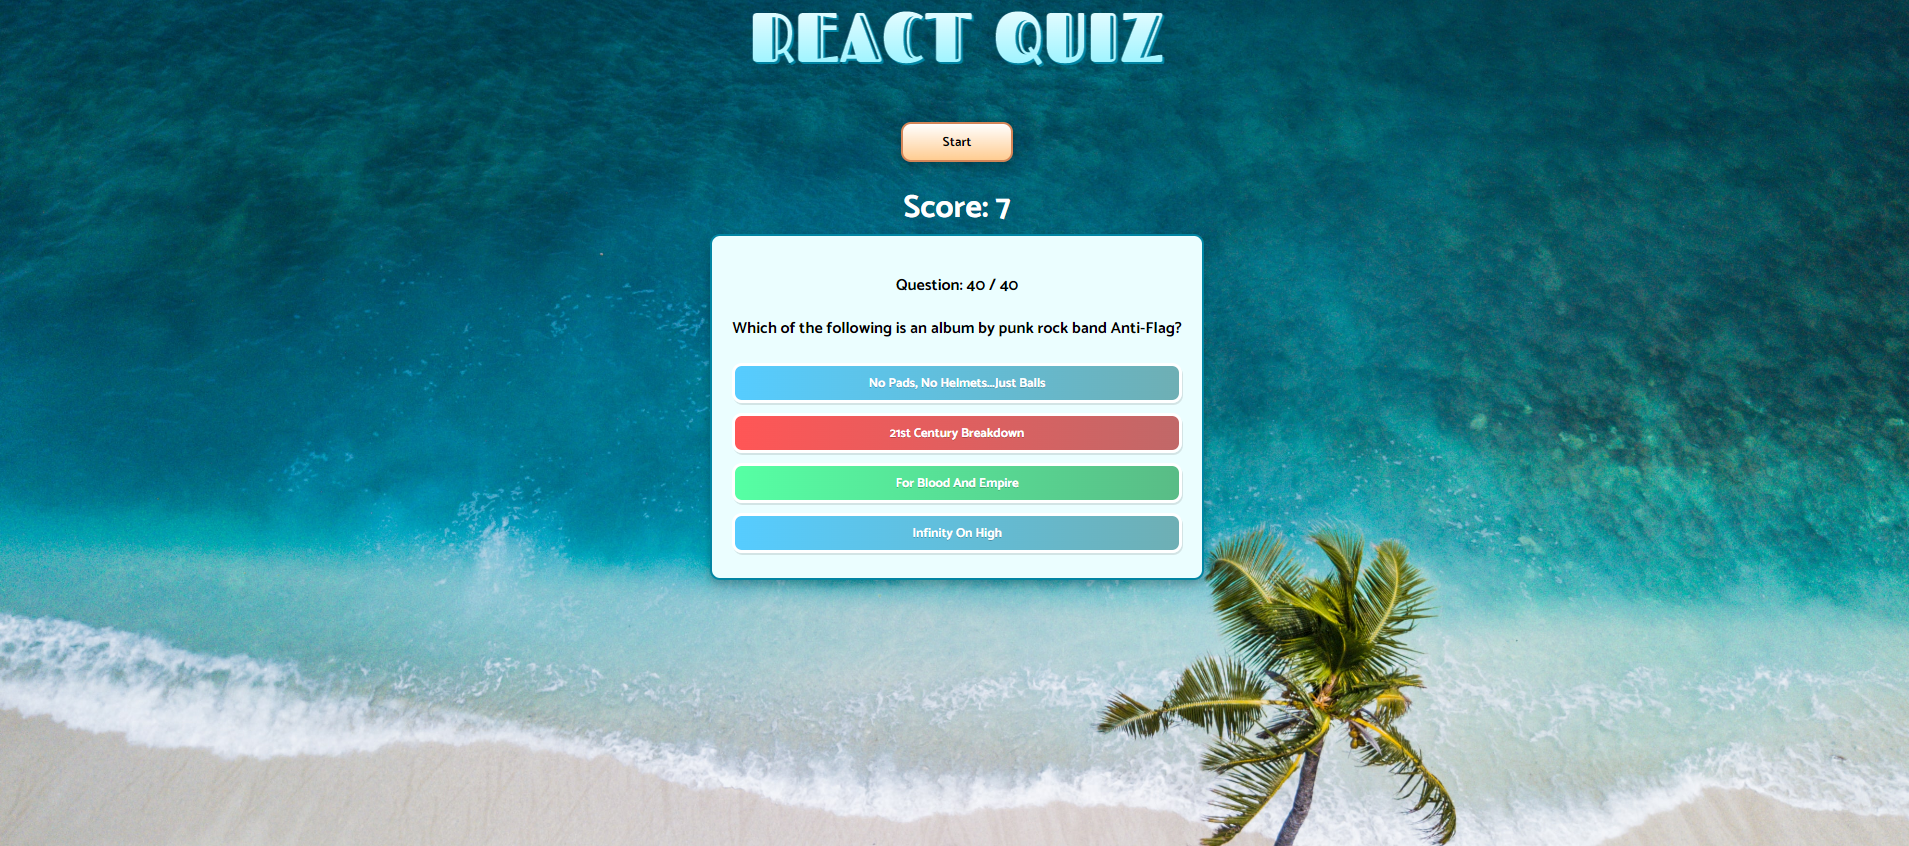 REACT QUIZ
Start
Score: 7
Question: 40 / 40
Which of the following is an album by punk rock band Anti-Flag?
No Pads, No Helmets...Just Balls
21st Century Breakdown
For Blood And Empire
Infinity On High